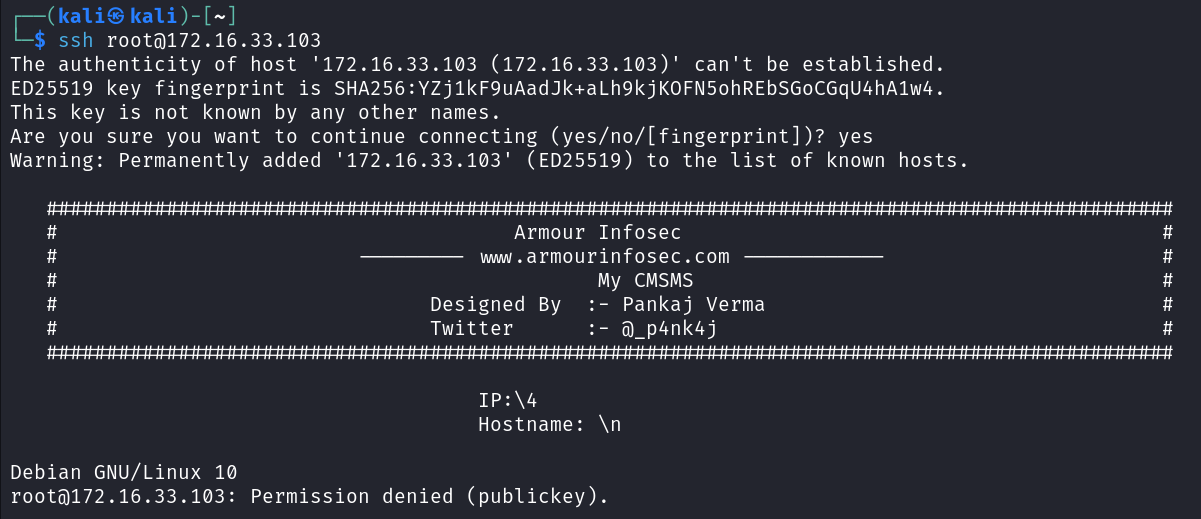 ┌──(kali㉿kali)-[~]
└─$ ssh root@172.16.33.103
The authenticity of host '172.16.33.103 (172.16.33.103)' can't be established.
ED25519 key fingerprint is SHA256:YZj1kF9uAadJk+aLh9kjKOFN5ohREbSGoCGqU4hA1w4.
This key is not known by any other names.
Are you sure you want to continue connecting (yes/no/[fingerprint])? yes
Warning: Permanently added '172.16.33.103' (ED25519) to the list of known hosts.
##############################################################################################
# Armour Infosec #
# --------- www.armourinfosec.com ------------ #
# My CMSMS #
# Designed By :- Pankaj Verma #
# Twitter :- @_p4nk4j #
##############################################################################################
IP:\4
Hostname: \n
Debian GNU/Linux 10
root@172.16.33.103: Permission denied (publickey).